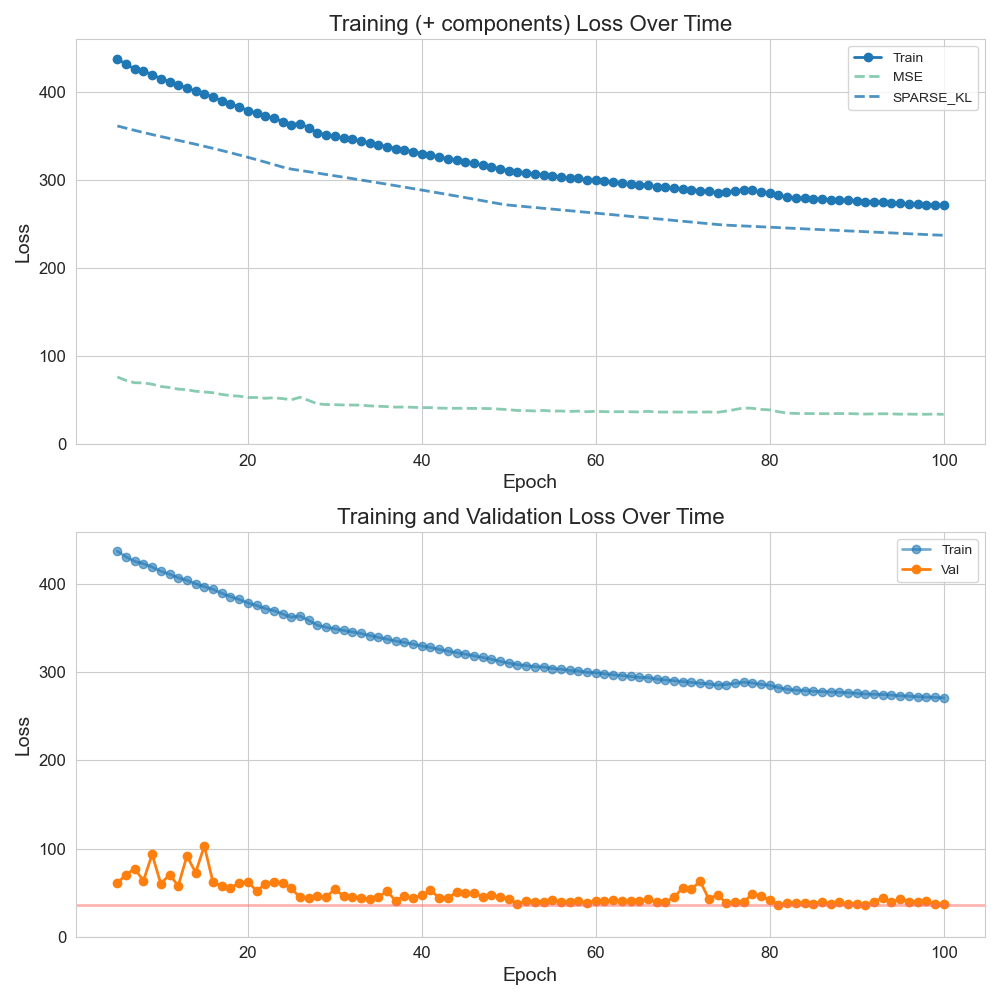 Training (+ components) Loss Over Time
Train
MSE
SPARSE_KL
Loss
400
300
200
100
0
20 40 60 80 100
Epoch
Training and Validation Loss Over Time
Train
Val
Loss
400
300
200
100
0
20 40 60 80 100
Epoch